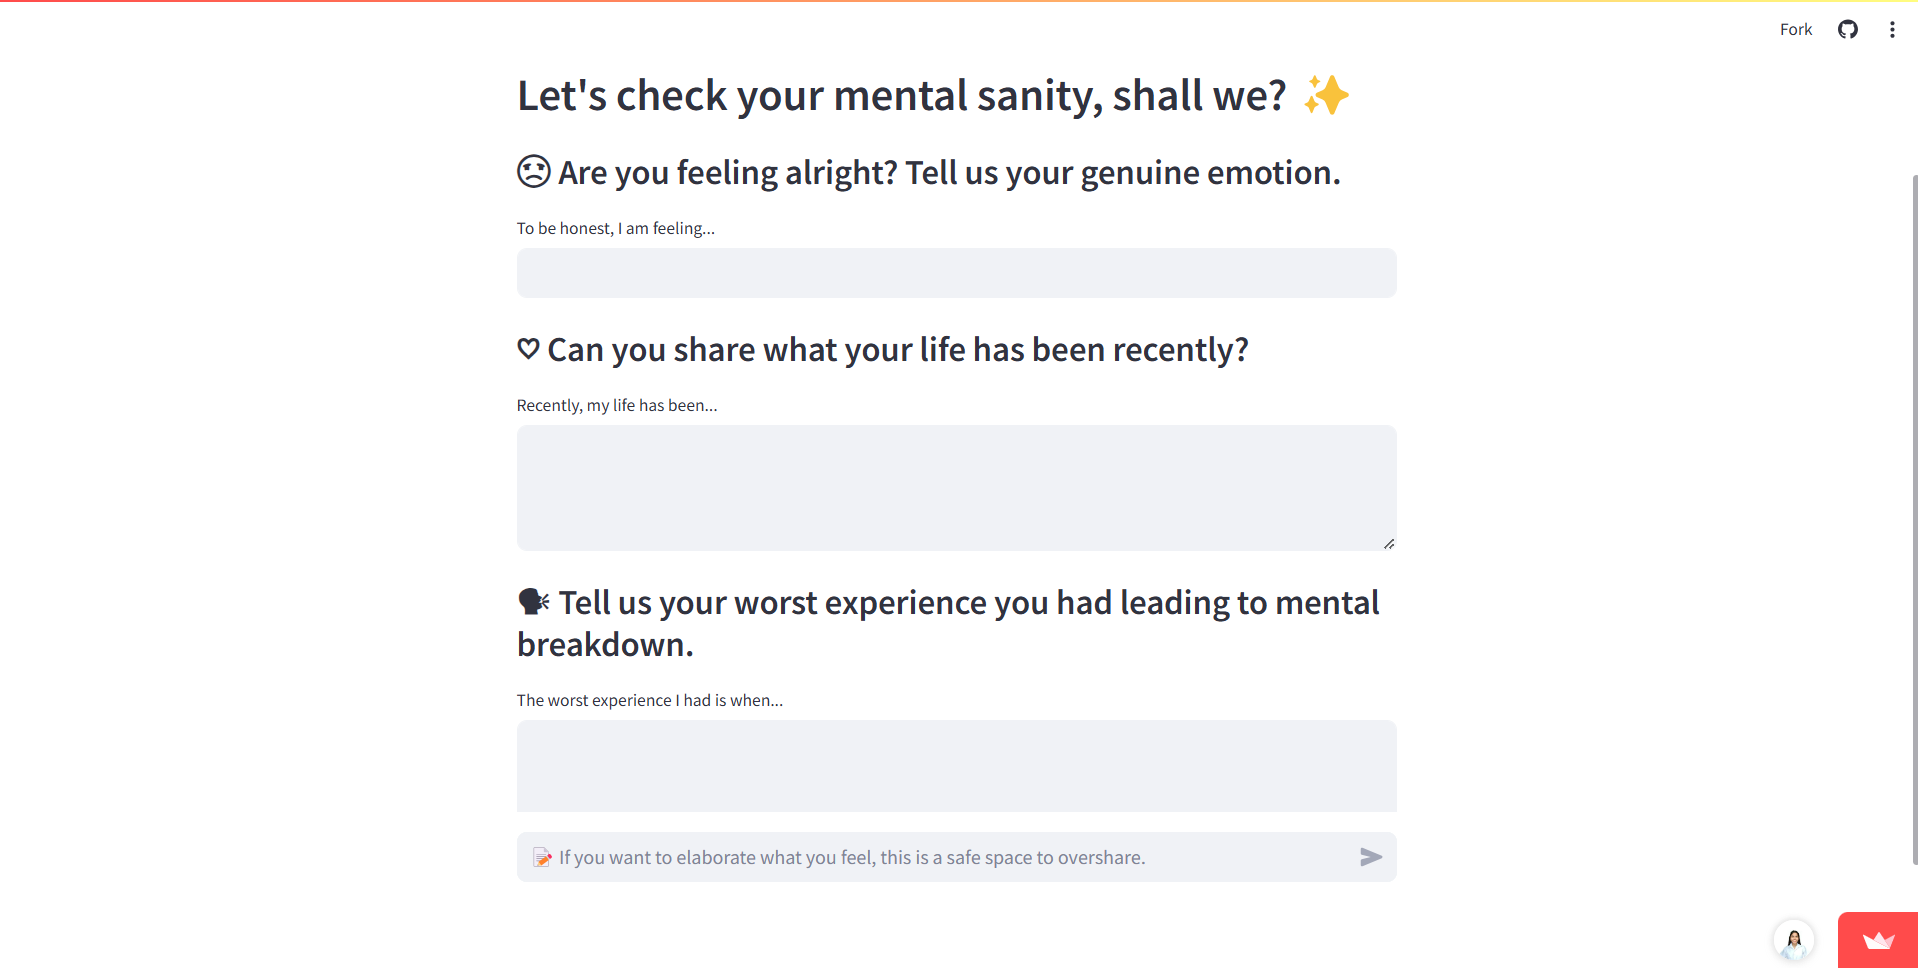 Fork
Let's check your mental sanity, shall we? ✨
Are you feeling alright? Tell us your genuine emotion.
To be honest, I am feeling...
Can you share what your life has been recently?
Recently, my life has been...
Tell us your worst experience you had leading to mental
breakdown.
The worst experience I had is when...
📝 If you want to elaborate what you feel, this is a safe space to overshare.